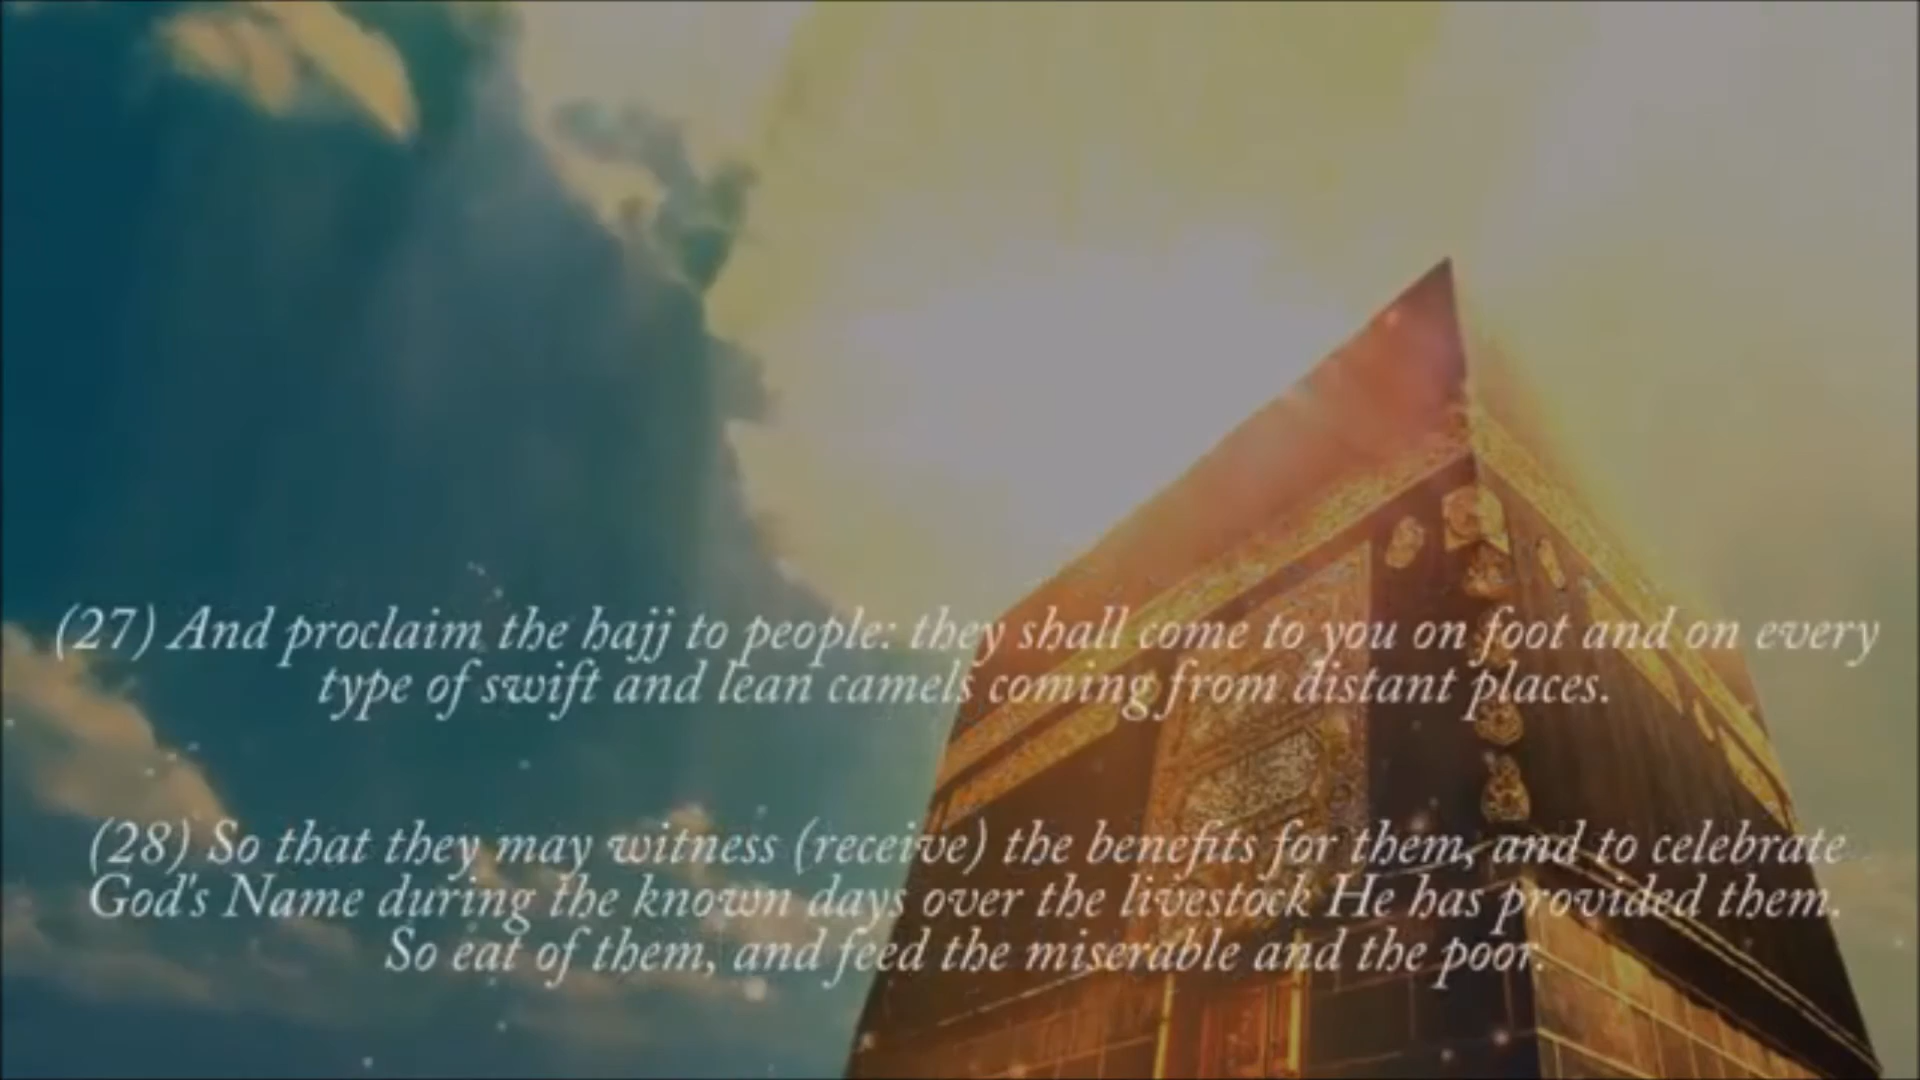 (27) And proclaim the hajj to people: they shall come to you on foot and on every
type of swift and lean camels coming from distant places.
(28) So that they may witness (receive) the benefits for them, and to celebrate
God's Name during the known days over the livestock He has provided them.
So eat of them, and feed the miserable and the poor.